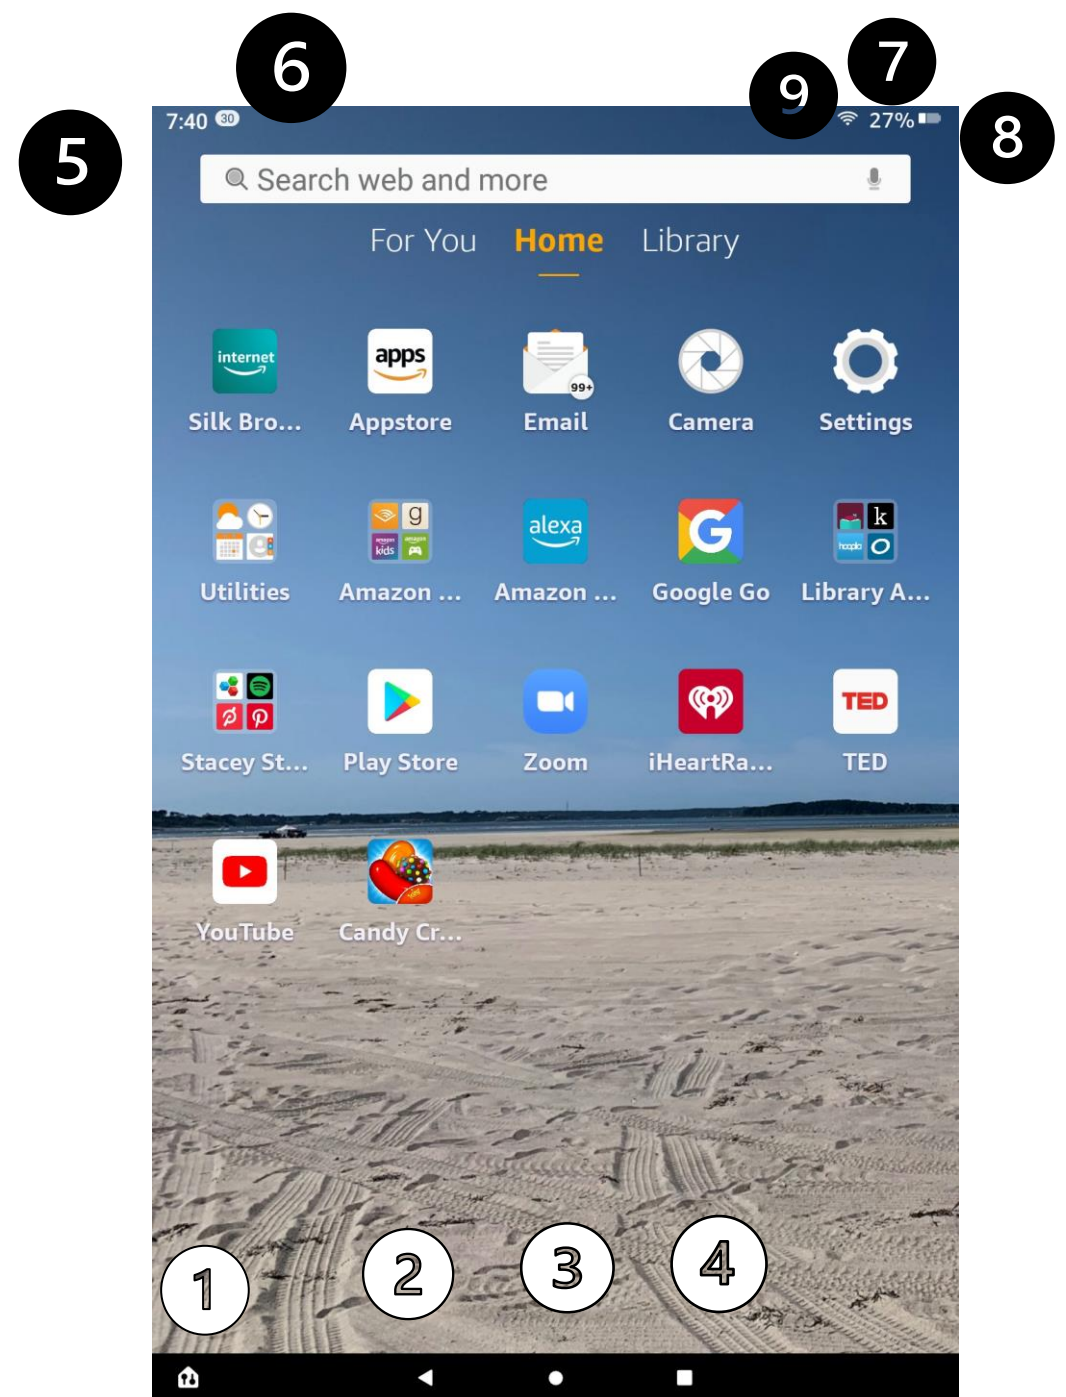 6
7
9
5
8
7:40 30 27%
Search web and more
For You Home Library
internet apps 99+
Silk Bro... Appstore Email Camera Settings
g k
amazon kids amazon alexa G hoopla
Utilities Amazon ... Amazon ... Google Go Library A...
TED
Stacey St... Play Store Zoom iHeartRa... TED
YouTube Candy Cr...
1 2 3 4